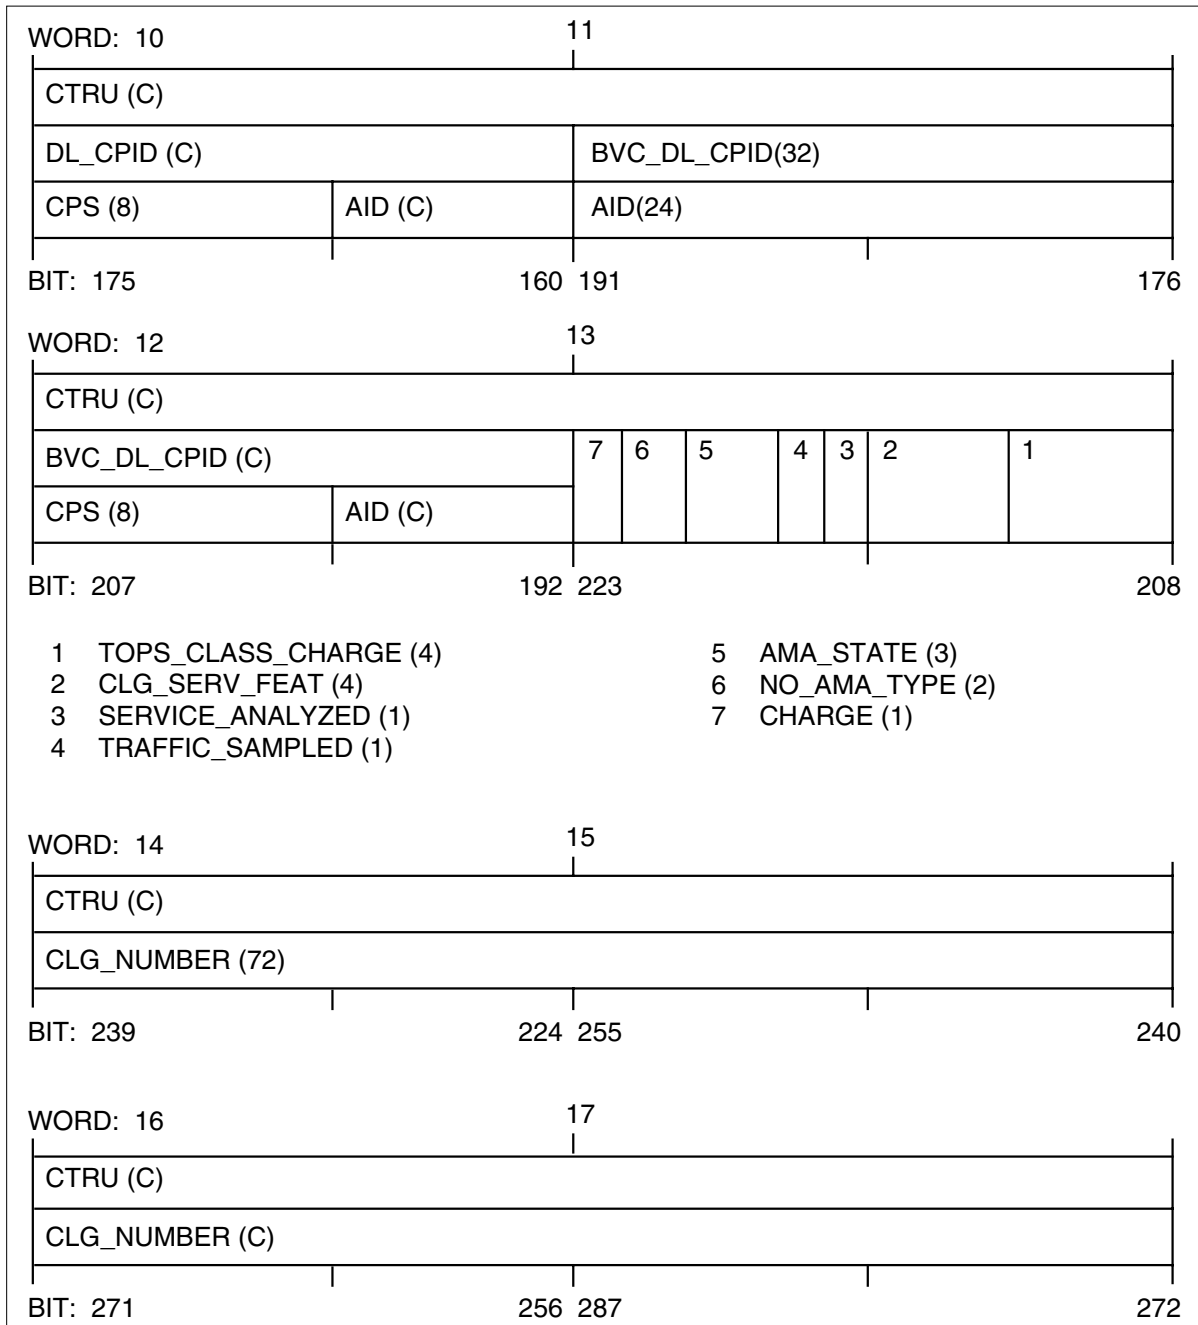 WORD: 10 11
CTRU (C)
DL_CPID (C) BVC_DL_CPID(32)
CPS (8) AID (C) AID(24)
BIT: 175 160 191 176
WORD: 12 13
CTRU (C)
BVC_DL_CPID (C) 7 6 5 4 3 2 1
CPS (8) AID (C)
BIT: 207 192 223 208
1 TOPS_CLASS_CHARGE (4) 5 AMA_STATE (3)
2 CLG_SERV_FEAT (4) 6 NO_AMA_TYPE (2)
3 SERVICE_ANALYZED (1) 7 CHARGE (1)
4 TRAFFIC_SAMPLED (1)
WORD: 14 15
CTRU (C)
CLG_NUMBER (72)
BIT: 239 224 255 240
WORD: 16 17
CTRU (C)
CLG_NUMBER (C)
BIT: 271 256 287 272